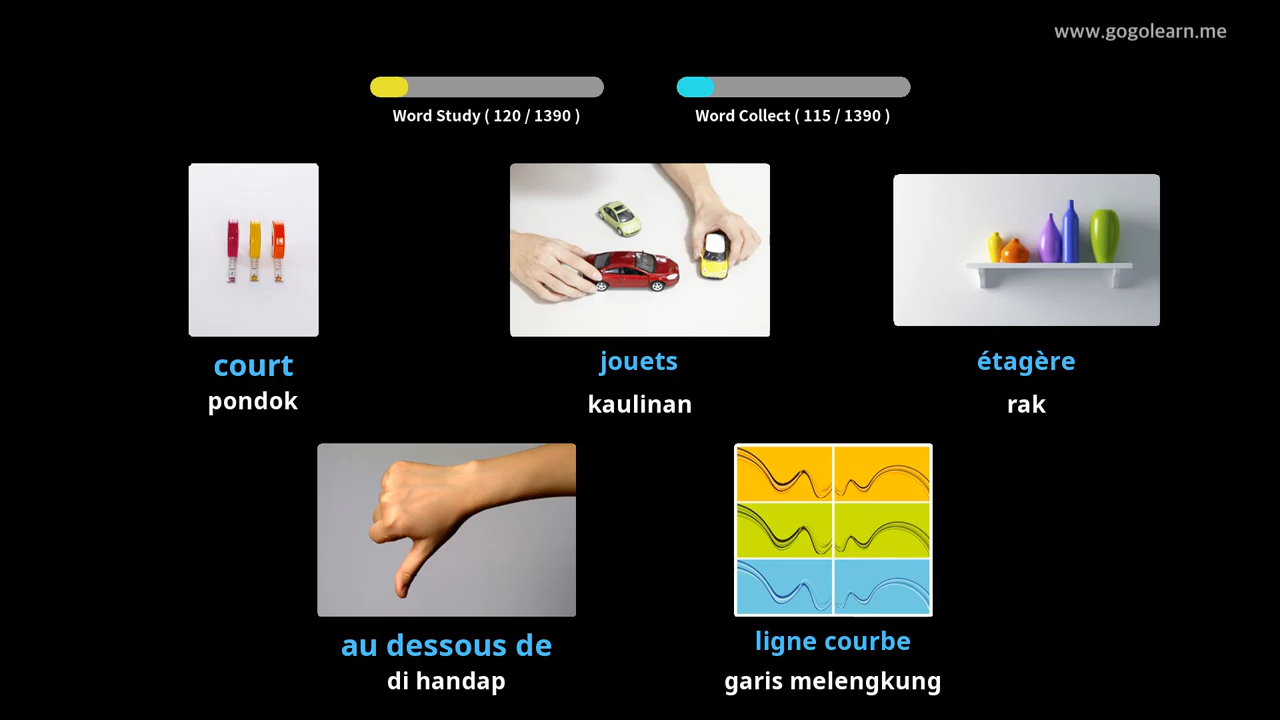 www.gogolearn.me
Word Study ( 120 / 1390 )
Word Collect ( 115 / 1390 )
court
pondok
jouets
kaulinan
étagère
rak
au dessous de
di handap
ligne courbe
garis melengkung